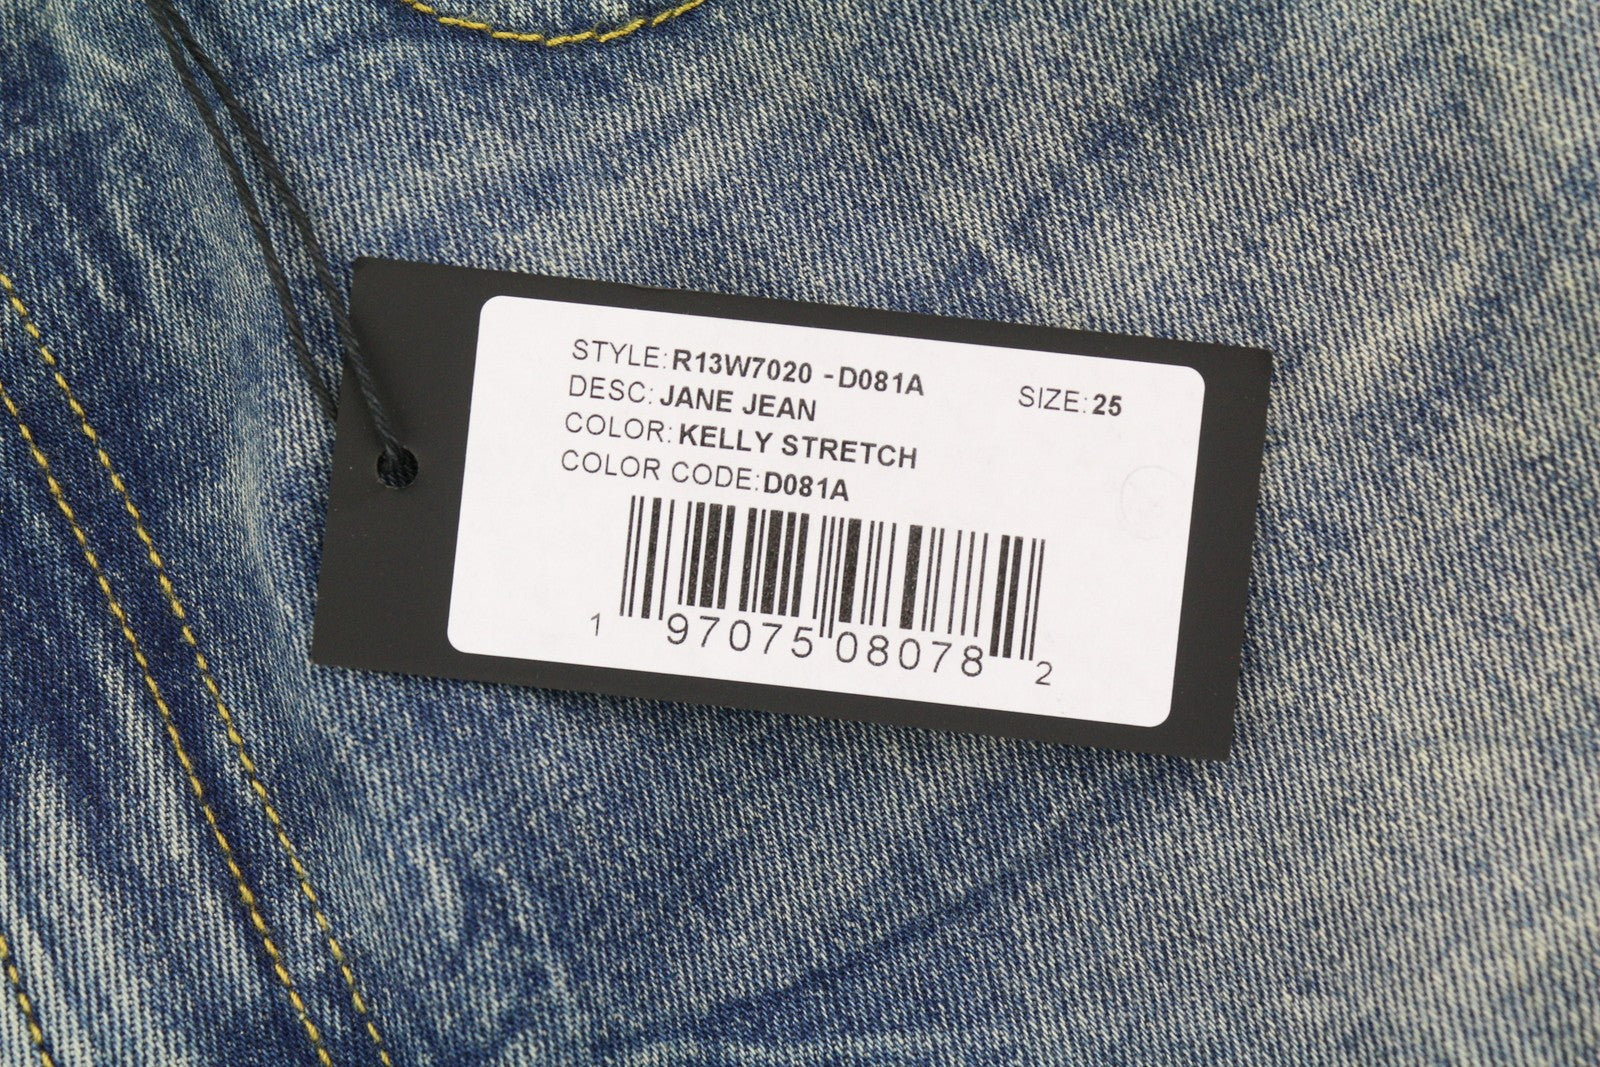 STYLE: R13W7020 -D081A SIZE: 25
DESC: JANE JEAN
COLOR: KELLY STRETCH
COLOR CODE: D081A
1 97075 08078 2